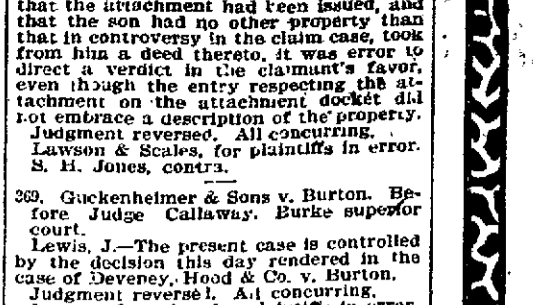 that the attachment had been issued, and
that the son had no other property than
that in controversy in the claim case, took
from him a deed thereto, it was error to
direct a verdict in the claimant's favor,
even though the entry respecting the at-
tachment on the attachment docket did
not embrace a description of the property.
Judgment reversed. All concurring.
Lawson & Scales, for plaintiffs in error.
S. H. Jones, contra.
369. Guckenheimer & Sons v. Burton. Be-
fore Judge Callaway. Burke superior
court.
Lewis, J.—The present case is controlled
by the decision this day rendered in the
case of Deveney, Hood & Co. v. Burton.
Judgment reversed. All concurring.
plaintiffs in error.